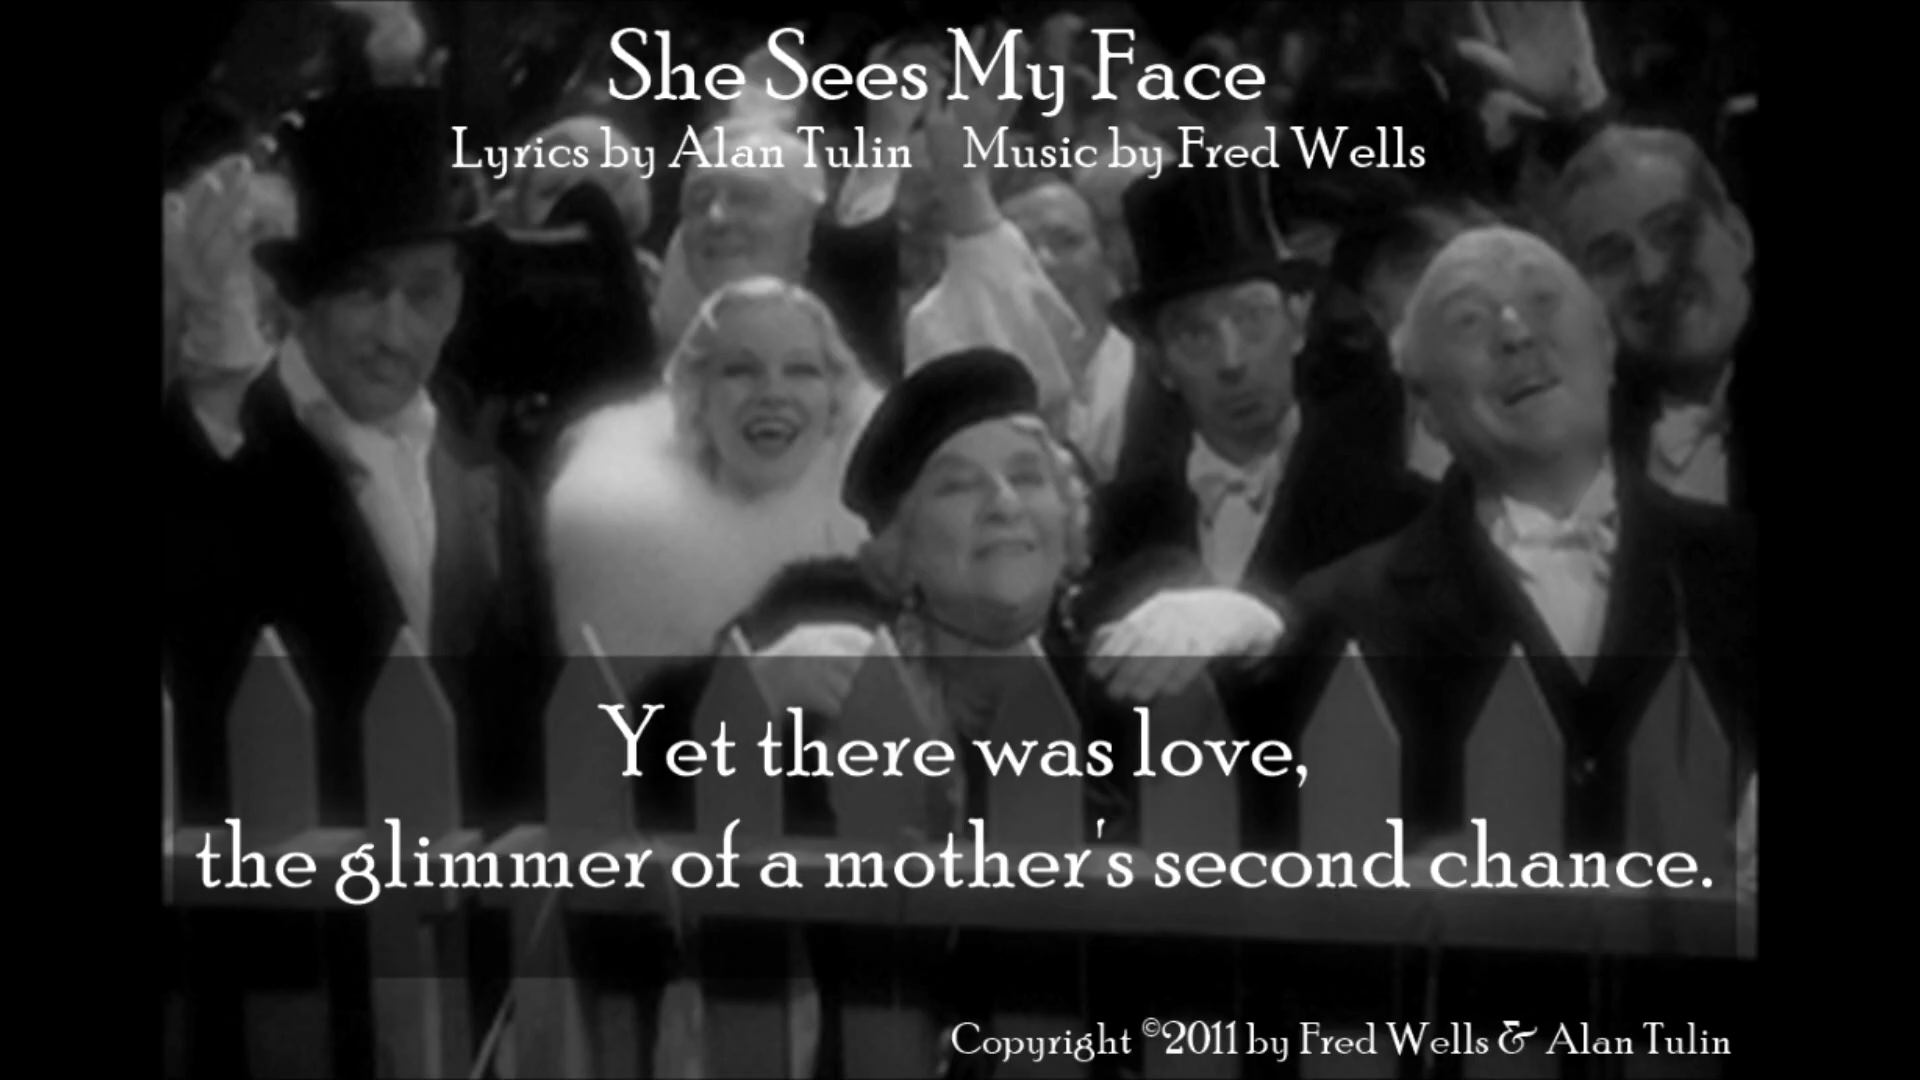 She Sees My Face
Lyrics by Alan Tulin Music by Fred Wells
Yet there was love,
the glimmer of a mother's second chance.
Copyright ©2011 by Fred Wells & Alan Tulin